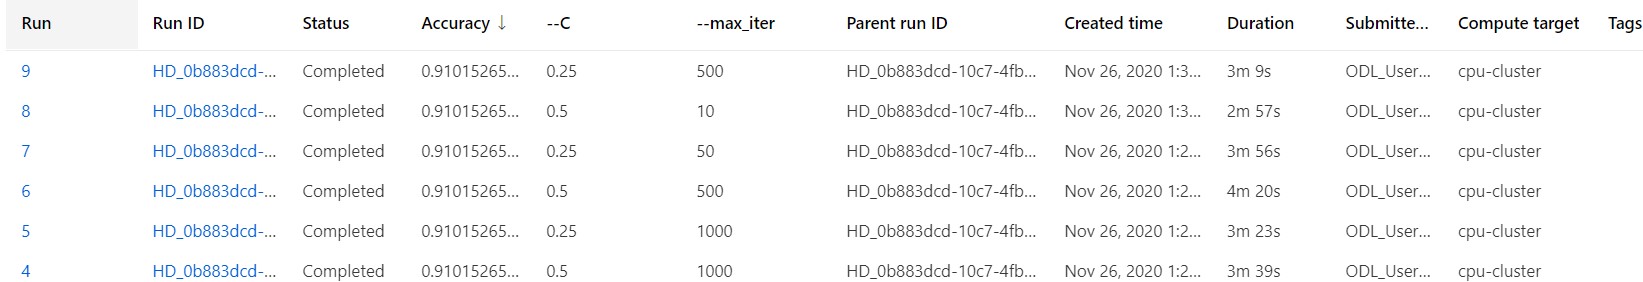 Run Run ID Status Accuracy ↓ --C --max_iter Parent run ID Created time Duration Submitte... Compute target Tags
9 HD_0b883dcd-... Completed 0.91015265... 0.25 500 HD_0b883dcd-10c7-4fb... Nov 26, 2020 1:3... 3m 9s ODL_User... cpu-cluster
8 HD_0b883dcd-... Completed 0.91015265... 0.5 10 HD_0b883dcd-10c7-4fb... Nov 26, 2020 1:3... 2m 57s ODL_User... cpu-cluster
7 HD_0b883dcd-... Completed 0.91015265... 0.25 50 HD_0b883dcd-10c7-4fb... Nov 26, 2020 1:2... 3m 56s ODL_User... cpu-cluster
6 HD_0b883dcd-... Completed 0.91015265... 0.5 500 HD_0b883dcd-10c7-4fb... Nov 26, 2020 1:2... 4m 20s ODL_User... cpu-cluster
5 HD_0b883dcd-... Completed 0.91015265... 0.25 1000 HD_0b883dcd-10c7-4fb... Nov 26, 2020 1:2... 3m 23s ODL_User... cpu-cluster
4 HD_0b883dcd-... Completed 0.91015265... 0.5 1000 HD_0b883dcd-10c7-4fb... Nov 26, 2020 1:2... 3m 39s ODL_User... cpu-cluster